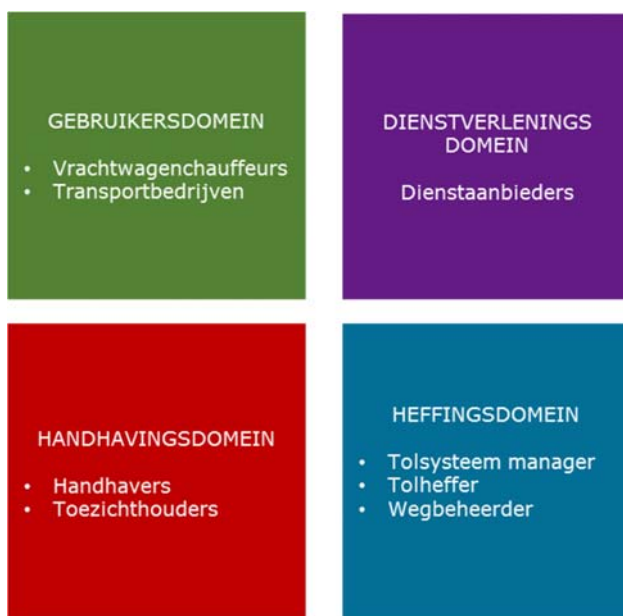 GEBRUIKERSDOMEIN
• Vrachtwagenchauffeurs
• Transportbedrijven
DIENSTVERLENINGS
DOMEIN
Dienstaanbieders
HANDHAVINGSDOMEIN
• Handhavers
• Toezichthouders
HEFFINGSDOMEIN
• Tolsysteem manager
• Tolheffer
• Wegbeheerder